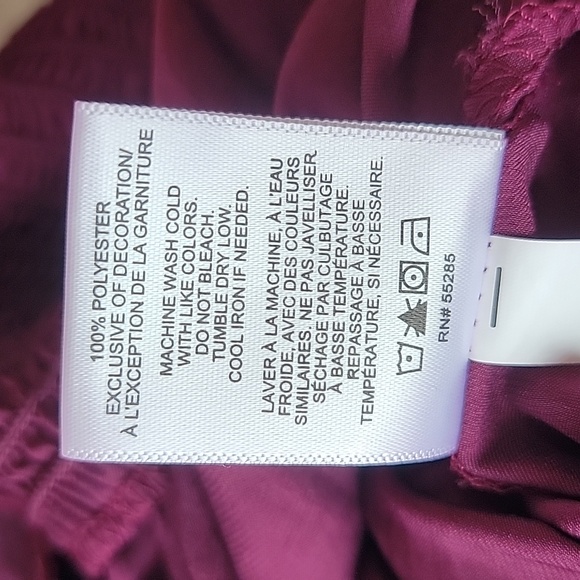 100% POLYESTER
EXCLUSIVE OF DECORATION/
À L'EXCEPTION DE LA GARNITURE
MACHINE WASH COLD
WITH LIKE COLORS.
DO NOT BLEACH.
TUMBLE DRY LOW.
COOL IRON IF NEEDED.
LAVER À LA MACHINE, À L'EAU
FROIDE, AVEC DES COULEURS
SIMILAIRES. NE PAS JAVELLISER.
SÉCHAGE PAR CULBUTAGE
À BASSE TEMPÉRATURE.
REPASSAGE À BASSE
TEMPÉRATURE, SI NÉCESSAIRE.
RN# 55285